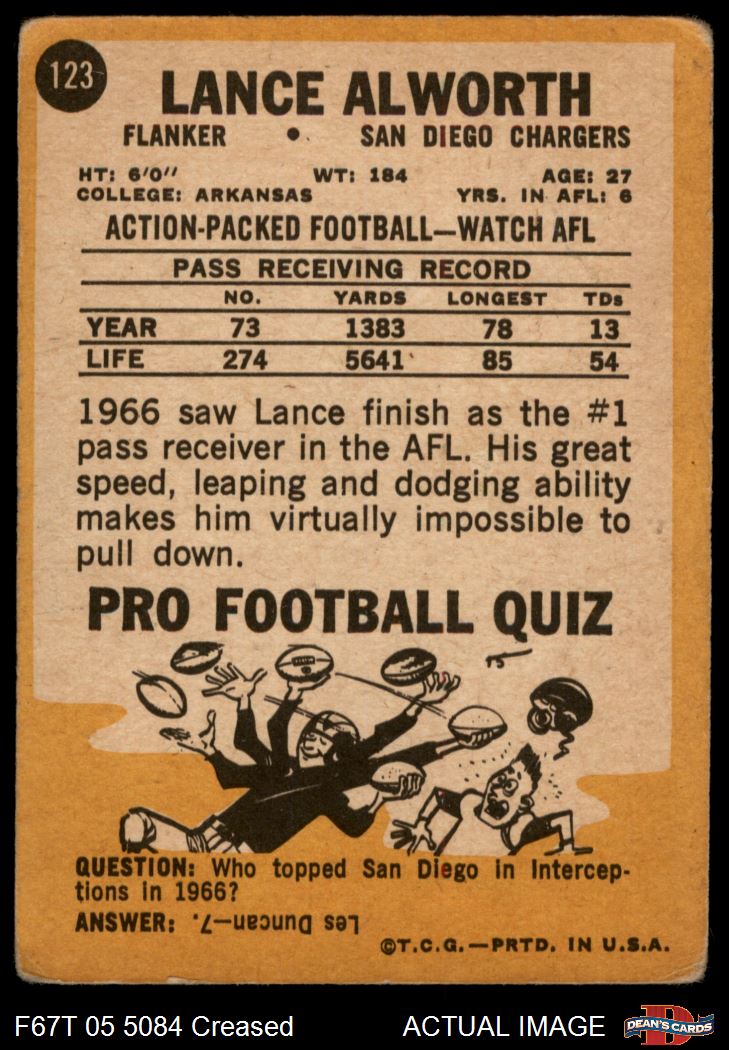 123
LANCE ALWORTH
FLANKER • SAN DIEGO CHARGERS
HT: 6'0" WT: 184 AGE: 27
COLLEGE: ARKANSAS YRS. IN AFL: 6
ACTION-PACKED FOOTBALL—WATCH AFL
PASS RECEIVING RECORD
NO. YARDS LONGEST TDs
YEAR 73 1383 78 13
LIFE 274 5641 85 54
1966 saw Lance finish as the #1
pass receiver in the AFL. His great
speed, leaping and dodging ability
makes him virtually impossible to
pull down.
PRO FOOTBALL QUIZ
QUESTION: Who topped San Diego in Intercep-
tions in 1966?
ANSWER: Les Duncan—7.
©T.C.G.—PRTD. IN U.S.A.
F67T 05 5084 Creased ACTUAL IMAGE DEAN'S CARDS